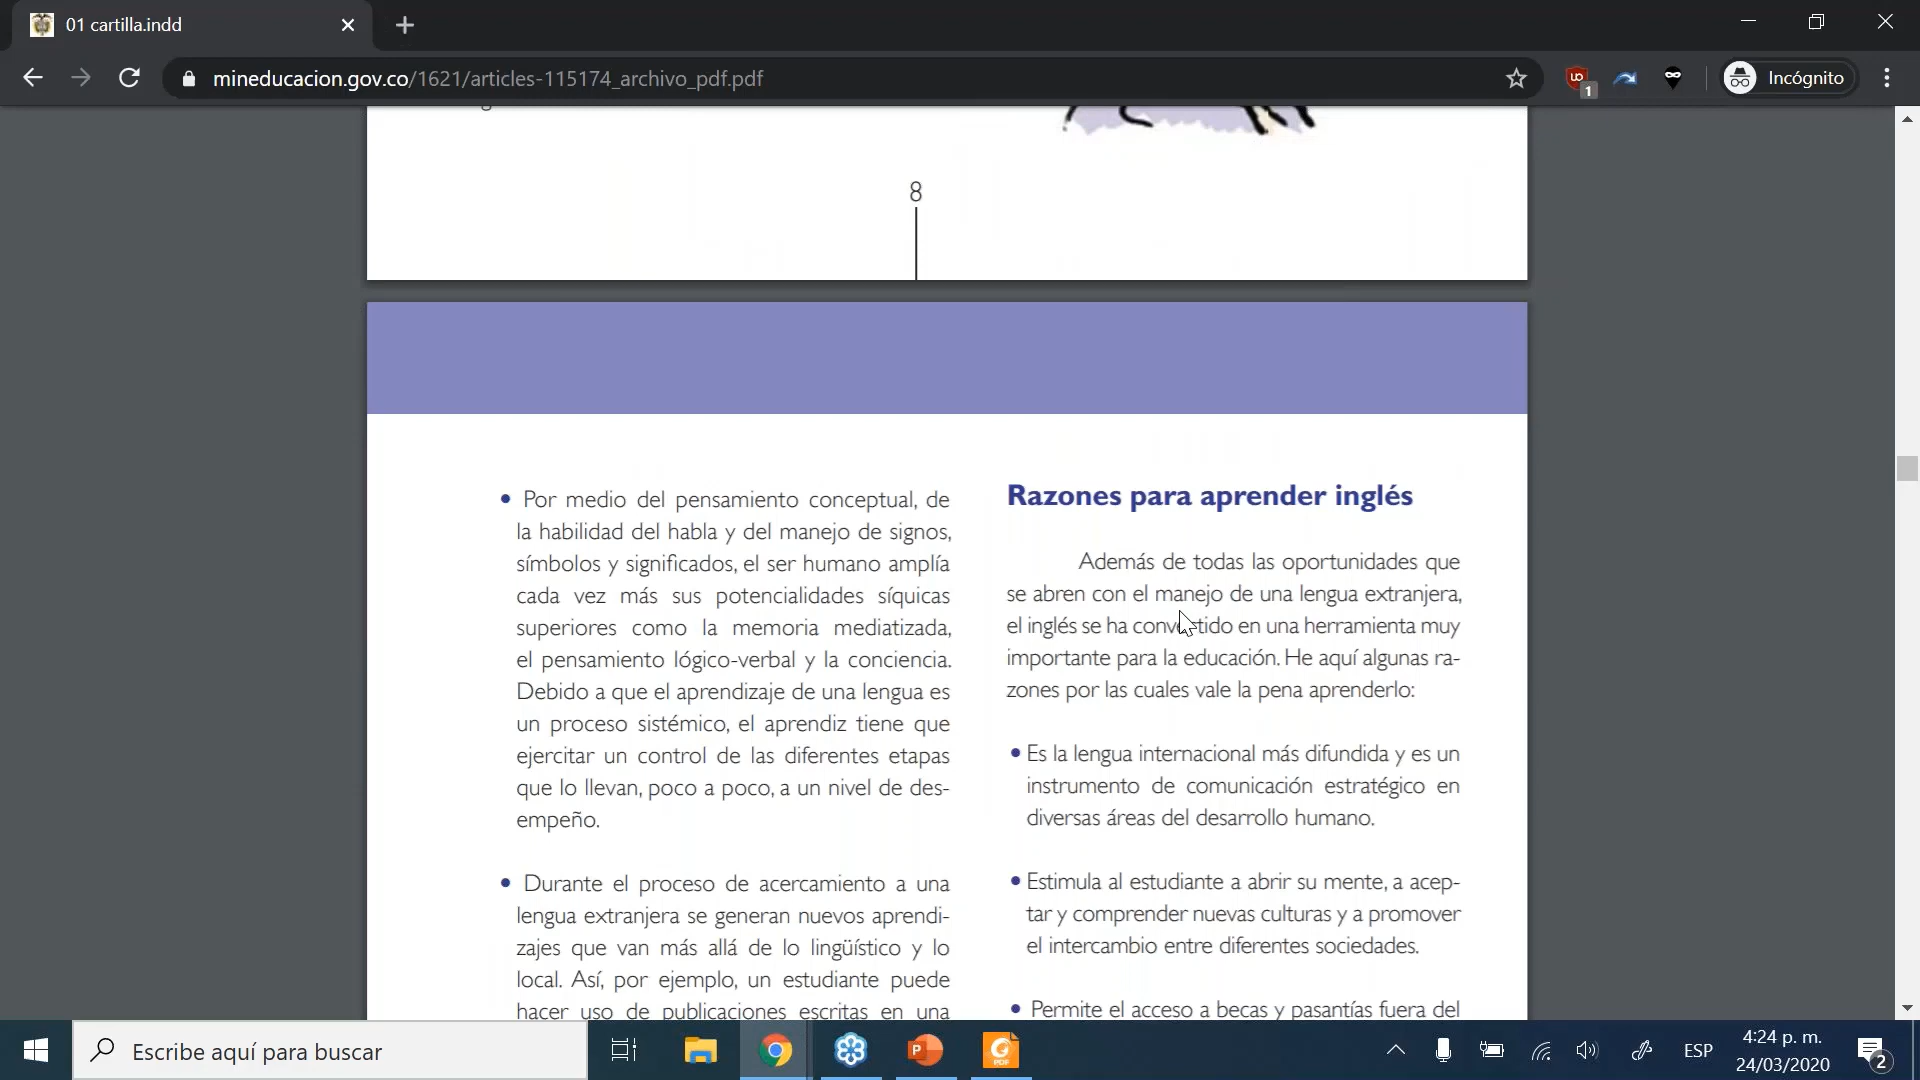 01 cartilla.indd
mineducacion.gov.co/1621/articles-115174_archivo_pdf.pdf
1
Incógnito
8
• Por medio del pensamiento conceptual, de
la habilidad del habla y del manejo de signos,
símbolos y significados, el ser humano amplía
cada vez más sus potencialidades síquicas
superiores como la memoria mediatizada,
el pensamiento lógico-verbal y la conciencia.
Debido a que el aprendizaje de una lengua es
un proceso sistémico, el aprendiz tiene que
ejercitar un control de las diferentes etapas
que lo llevan, poco a poco, a un nivel de des-
empeño.
• Durante el proceso de acercamiento a una
lengua extranjera se generan nuevos aprendi-
zajes que van más allá de lo lingüístico y lo
local. Así, por ejemplo, un estudiante puede
hacer uso de publicaciones escritas en una
Razones para aprender inglés
Además de todas las oportunidades que
se abren con el manejo de una lengua extranjera,
el inglés se ha convertido en una herramienta muy
importante para la educación. He aquí algunas ra-
zones por las cuales vale la pena aprenderlo:
• Es la lengua internacional más difundida y es un
instrumento de comunicación estratégico en
diversas áreas del desarrollo humano.
• Estimula al estudiante a abrir su mente, a acep-
tar y comprender nuevas culturas y a promover
el intercambio entre diferentes sociedades.
• Permite el acceso a becas y pasantías fuera del
Escribe aquí para buscar
ESP
4:24 p. m.
24/03/2020
2